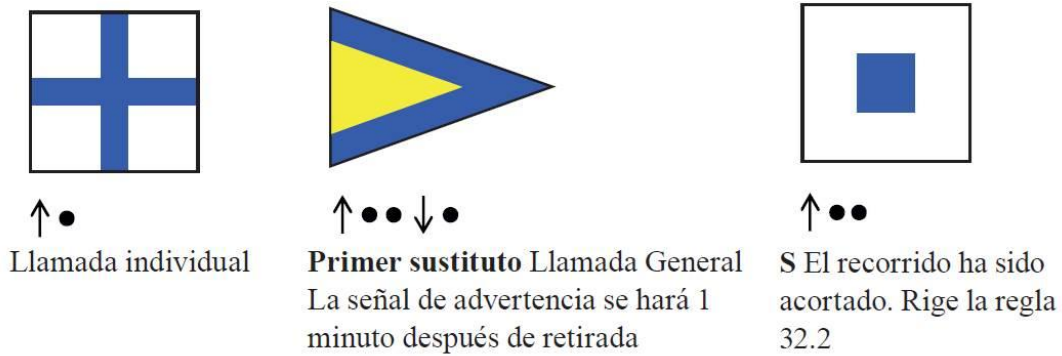 Llamada individual
Primer sustituto Llamada General
La señal de advertencia se hará 1
minuto después de retirada
S El recorrido ha sido
acortado. Rige la regla
32.2